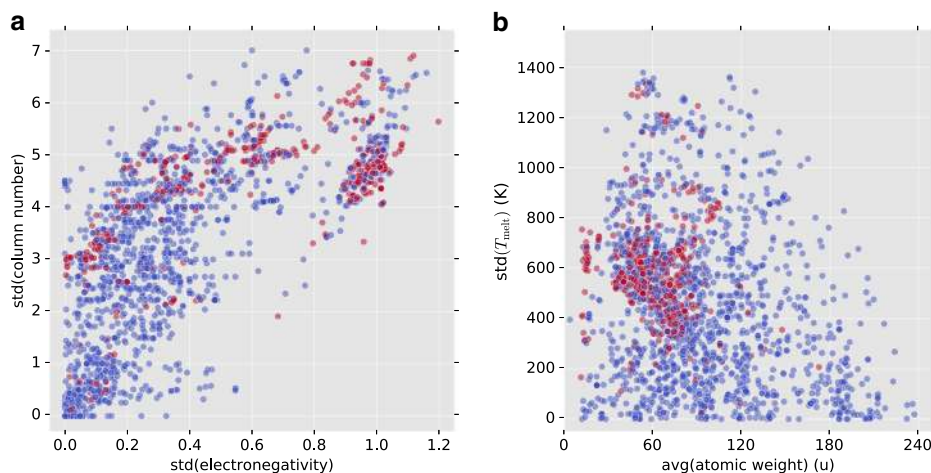 a
7
6
5
4
3
2
1
0
std(column number)
0.0 0.2 0.4 0.6 0.8 1.0 1.2
std(electronegativity)
b
1400
1200
1000
800
600
400
200
0
std(T_melt) (K)
0 60 120 180 240
avg(atomic weight) (u)